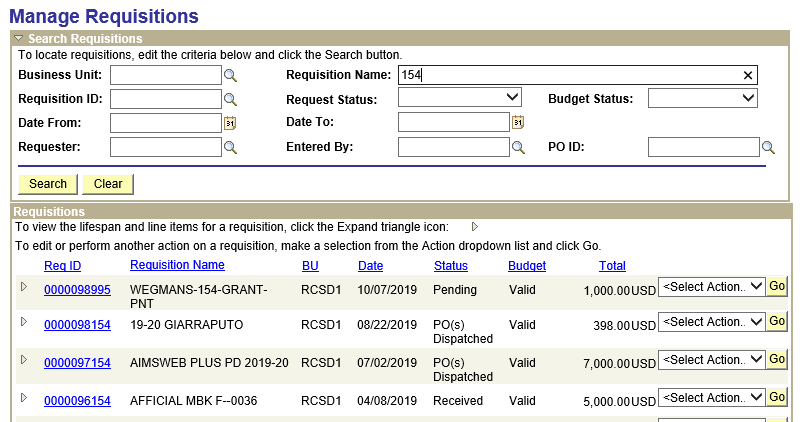 Manage Requisitions
Search Requisitions
To locate requisitions, edit the criteria below and click the Search button.
Business Unit: Requisition Name: 154
Requisition ID: Request Status: Budget Status:
Date From: 31 Date To: 31
Requester: Entered By: PO ID:
Search Clear
Requisitions
To view the lifespan and line items for a requisition, click the Expand triangle icon:
To edit or perform another action on a requisition, make a selection from the Action dropdown list and click Go.
Req ID Requisition Name BU Date Status Budget Total
0000098995 WEGMANS-154-GRANT- RCSD1 10/07/2019 Pending Valid 1,000.00USD <Select Action.. Go
PNT
0000098154 19-20 GIARRAPUTO RCSD1 08/22/2019 PO(s) Valid 398.00USD <Select Action.. Go
Dispatched
0000097154 AIMSWEB PLUS PD 2019-20 RCSD1 07/02/2019 PO(s) Valid 7,000.00USD <Select Action.. Go
Dispatched
0000096154 AFFICIAL MBK F--0036 RCSD1 04/08/2019 Received Valid 5,000.00USD <Select Action.. Go